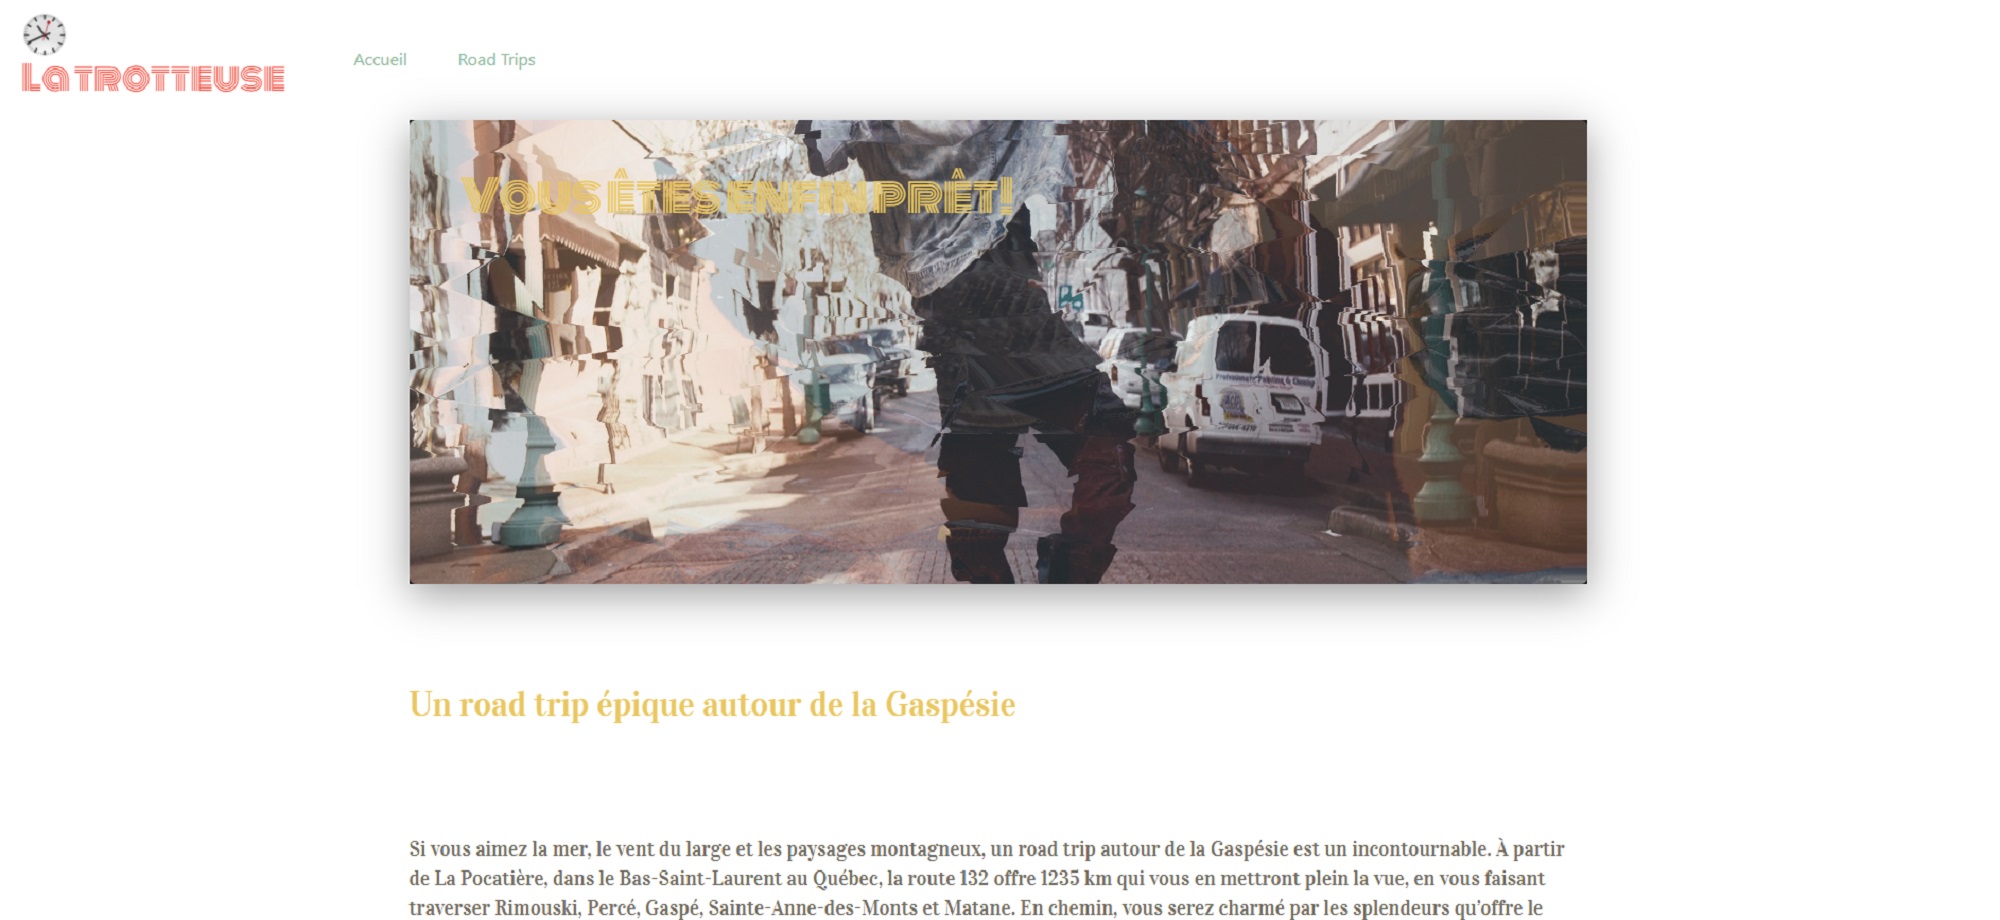 La trotteuse
Accueil
Road Trips
Vous êtes enfin prêt!
Un road trip épique autour de la Gaspésie
Si vous aimez la mer, le vent du large et les paysages montagneux, un road trip autour de la Gaspésie est un incontournable. À partir
de La Pocatière, dans le Bas-Saint-Laurent au Québec, la route 132 offre 1235 km qui vous en mettront plein la vue, en vous faisant
traverser Rimouski, Percé, Gaspé, Sainte-Anne-des-Monts et Matane. En chemin, vous serez charmé par les splendeurs qu'offre le